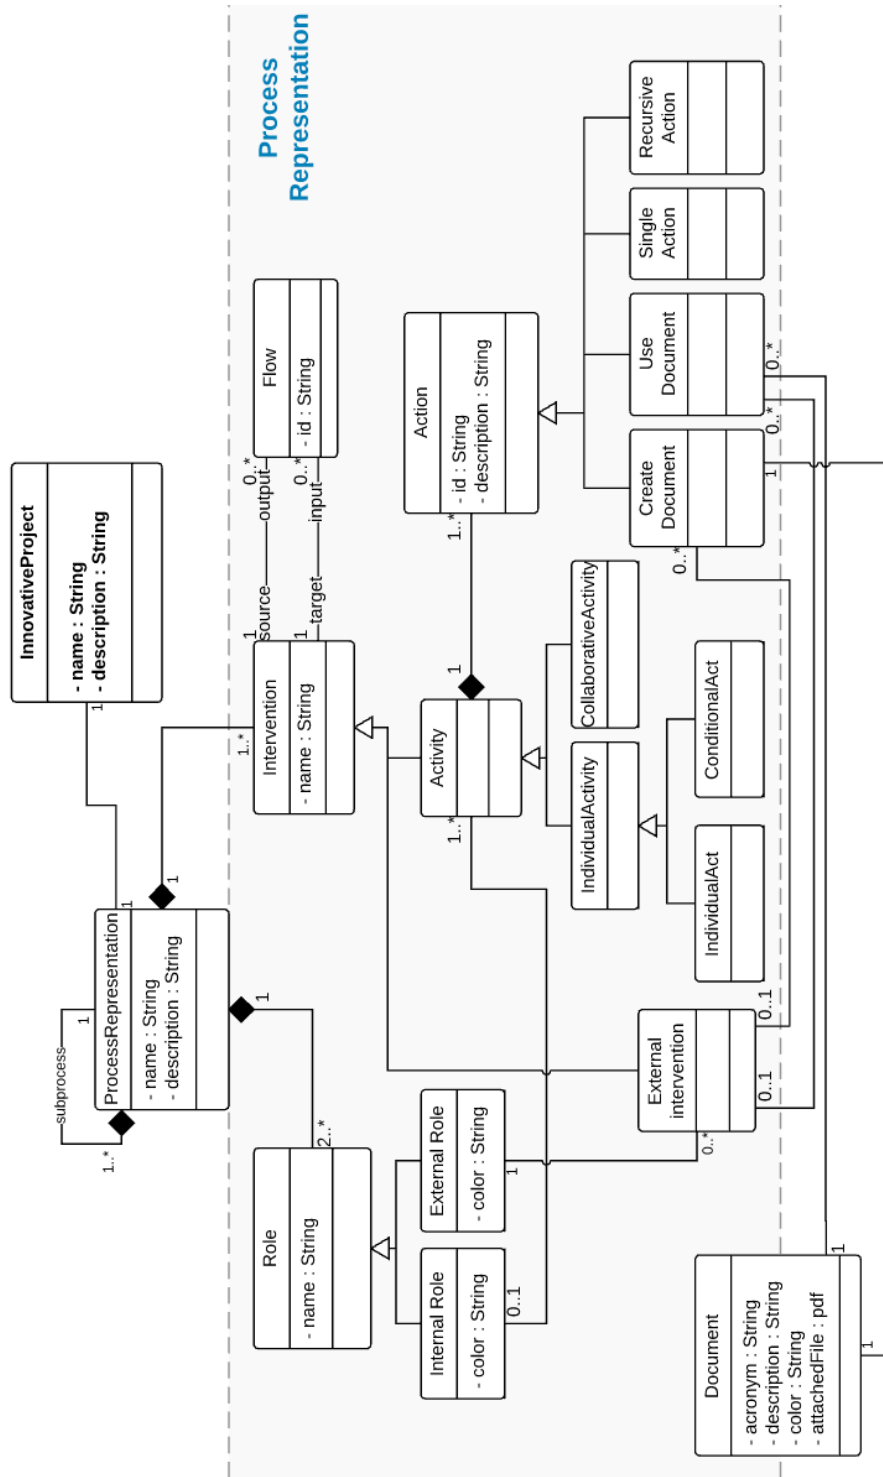 InnovativeProject
- name : String
- description : String
1
subprocess
1
1..*
ProcessRepresentation
- name : String
- description : String
1
1
1
Process
Representation
Role
- name : String
2..*
Intervention
- name : String
1..*
1
source
output
0..*
1
target
input
0..*
Flow
- id : String
Internal Role
- color : String
0..1
External Role
- color : String
1
Activity
1..*
1
Action
- id : String
- description : String
1..*
IndividualActivity
CollaborativeActivity
IndividualAct
ConditionalAct
External
intervention
0..*
0..1
0..1
Create
Document
0..*
1
Use
Document
0..*
0..*
Single
Action
Recursive
Action
Document
- acronym : String
- description : String
- color : String
- attachedFile : pdf
1
1